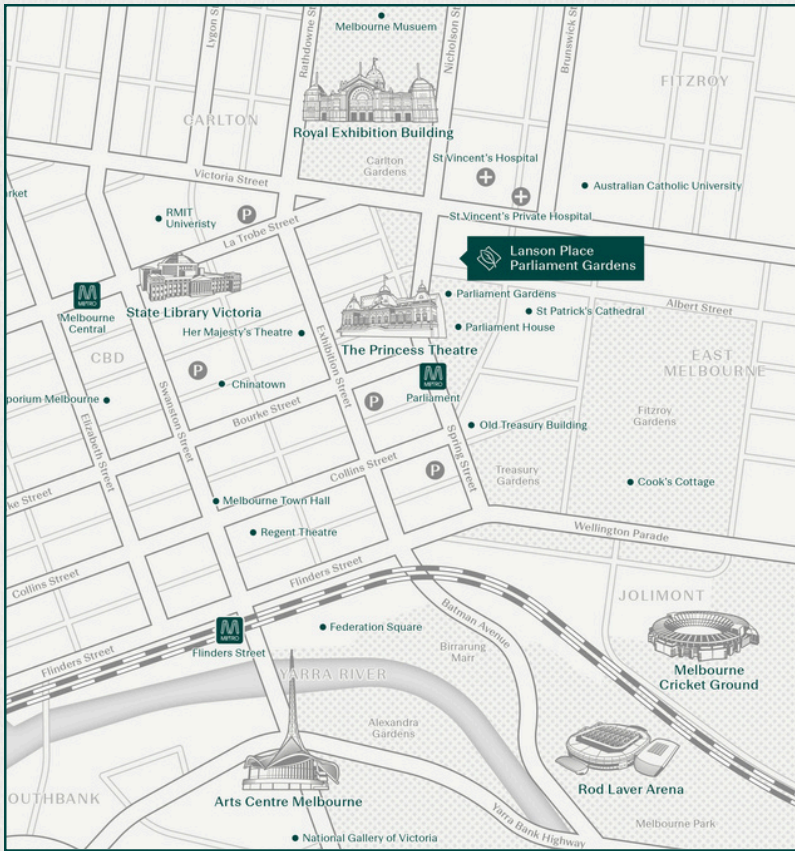 Melbourne Musuem
Lygon St
Rathdowne St
Nicholson St
Brunswick St
FITZROY
CARLTON
Royal Exhibition Building
Carlton
Gardens
St Vincent's Hospital
Victoria Street
Australian Catholic University
arket
RMIT
Univeristy
P
St Vincent's Private Hospital
La Trobe Street
Lanson Place
Parliament Gardens
M
METRO
Melbourne
Central
State Library Victoria
Parliament Gardens
Albert Street
St Patrick's Cathedral
Her Majesty's Theatre
Exhibition Street
Parliament House
The Princess Theatre
CBD
EAST
MELBOURNE
P
Chinatown
M
METRO
Parliament
porium Melbourne
Elizabeth Street
Swanston Street
Bourke Street
P
Fitzroy
Gardens
Old Treasury Building
Spring Street
Collins Street
P
Treasury
Gardens
Cook's Cottage
ke Street
Melbourne Town Hall
Regent Theatre
Wellington Parade
Flinders Street
Collins Street
JOLIMONT
Batman Avenue
M
METRO
Flinders Street
Federation Square
Birrarung
Marr
Flinders Street
Melbourne
Cricket Ground
YARRA RIVER
Alexandra
Gardens
OUTHBANK
Arts Centre Melbourne
Rod Laver Arena
Yarra Bank Highway
Melbourne Park
National Gallery of Victoria